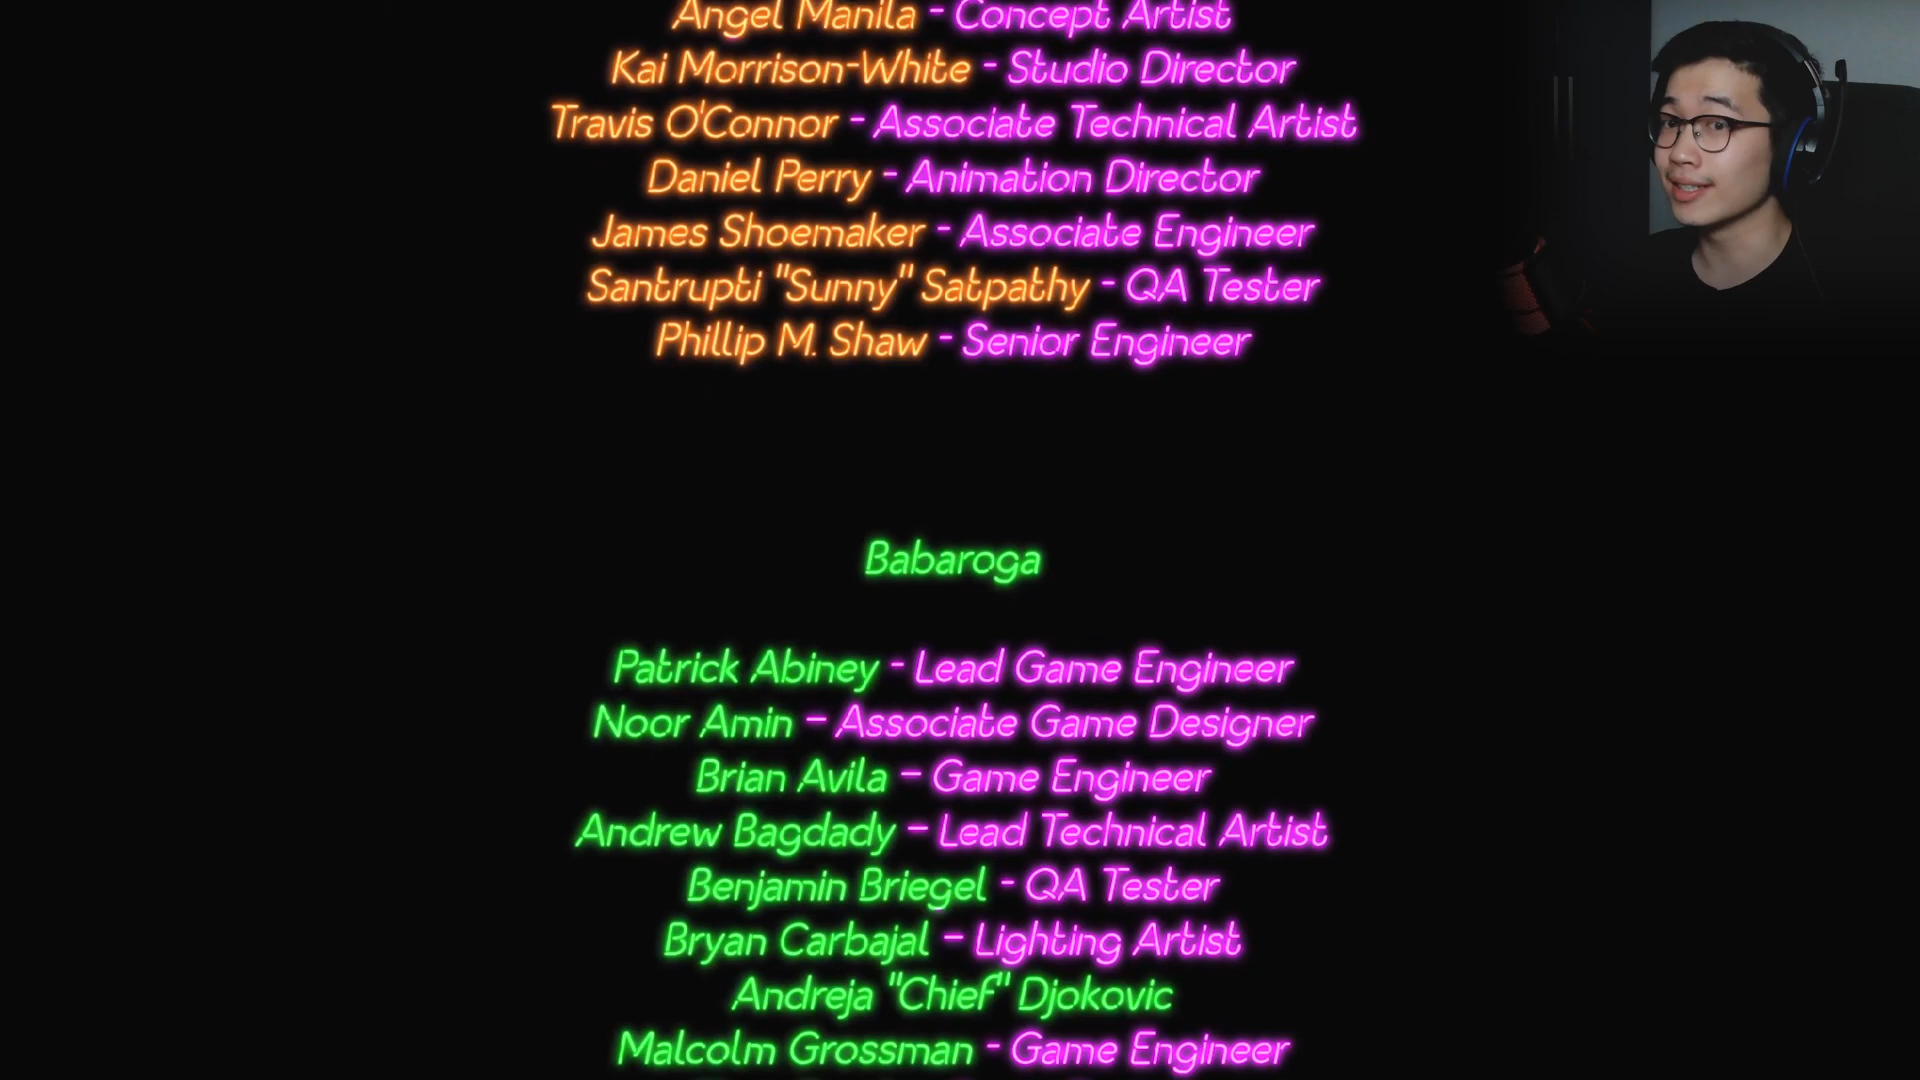 Angel Manila - Concept Artist
Kai Morrison-White - Studio Director
Travis O'Connor - Associate Technical Artist
Daniel Perry - Animation Director
James Shoemaker - Associate Engineer
Santrupti "Sunny" Satpathy - QA Tester
Phillip M. Shaw - Senior Engineer
Babaroga
Patrick Abiney - Lead Game Engineer
Noor Amin – Associate Game Designer
Brian Avila – Game Engineer
Andrew Bagdady – Lead Technical Artist
Benjamin Briegel - QA Tester
Bryan Carbajal – Lighting Artist
Andreja "Chief" Djokovic
Malcolm Grossman - Game Engineer